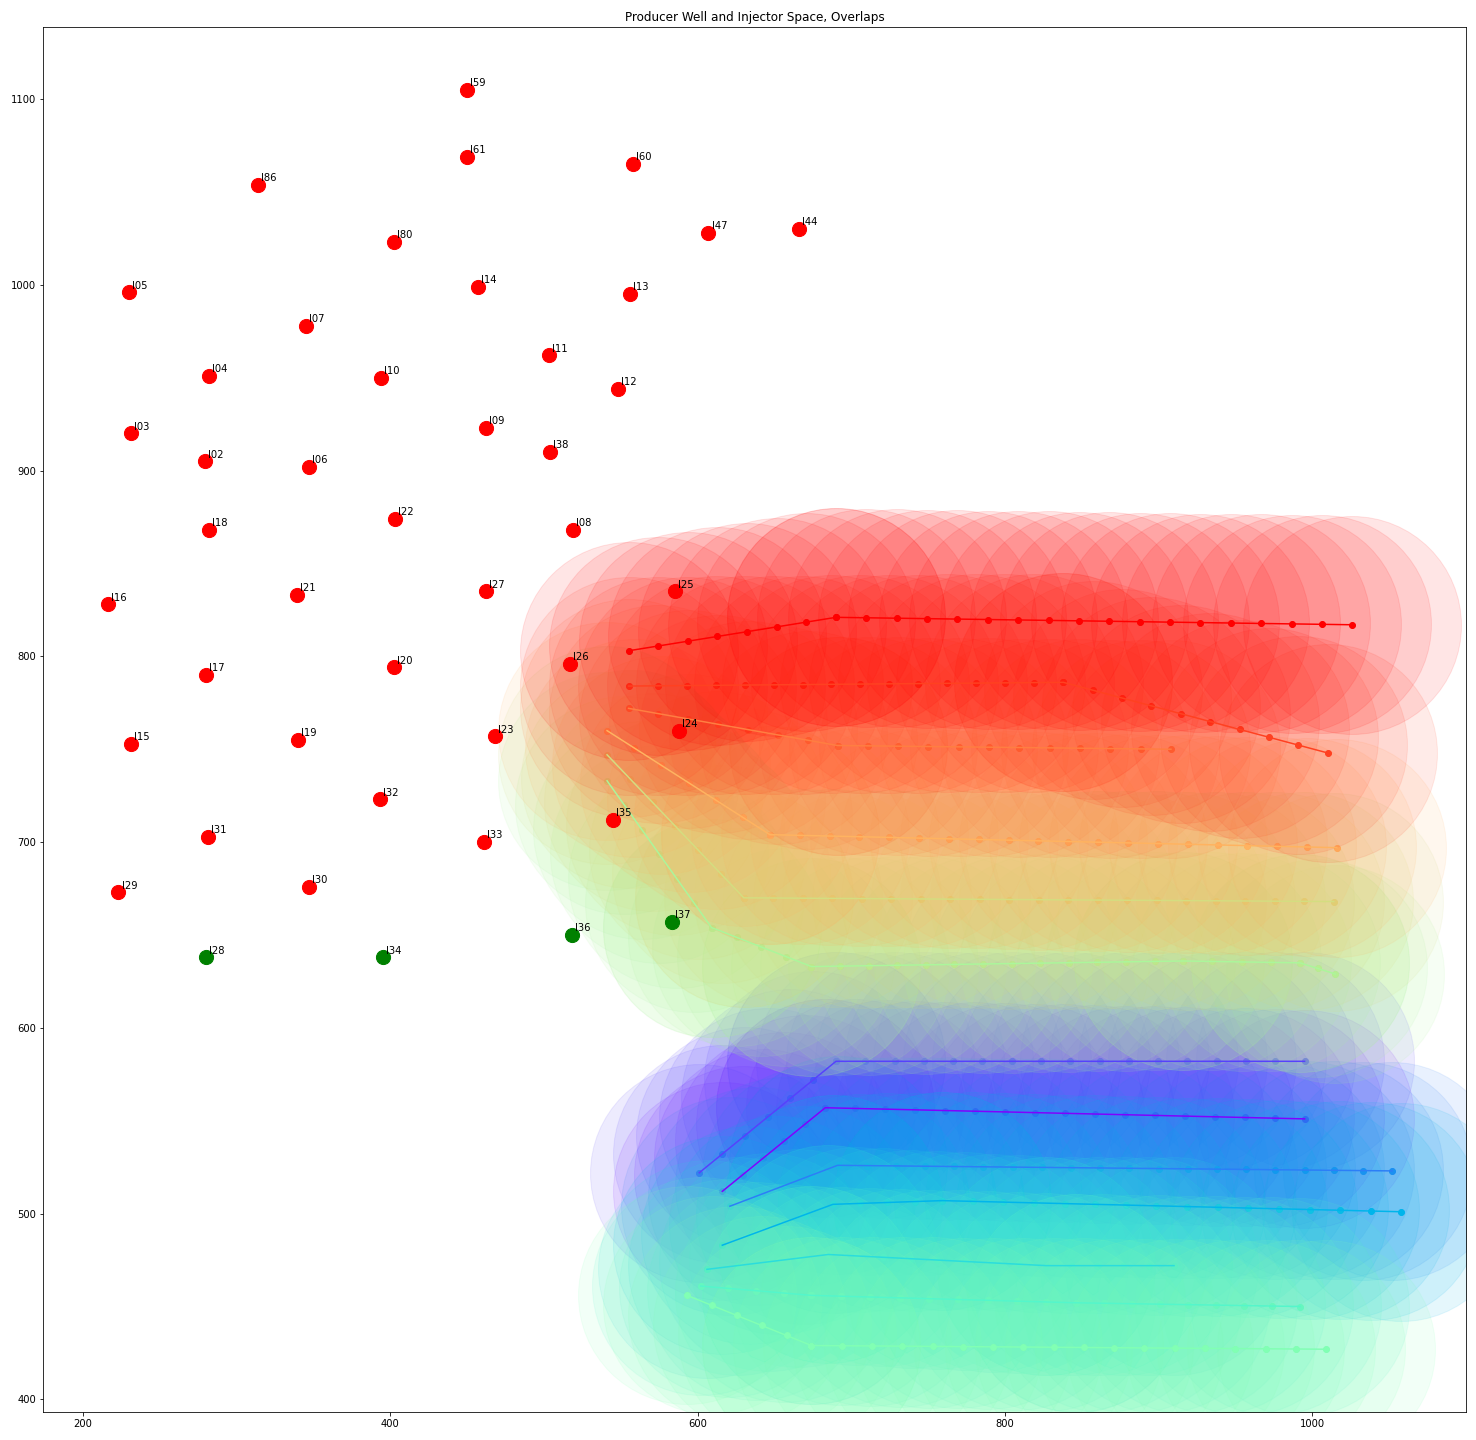 Producer Well and Injector Space, Overlaps
1100
1000
900
800
700
600
500
400
I59
I61
I60
I86
I47
I44
I80
I14
I05
I13
I07
I11
I04
I10
I12
I03
I09
I38
I02
I06
I22
I18
I08
I27
I25
I21
I16
I26
I20
I17
I24
I23
I19
I15
I32
I35
I31
I33
I30
I29
I37
I36
I28
I34
200
400
600
800
1000